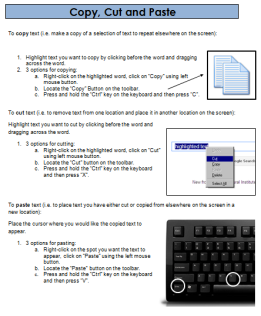 Copy, Cut and Paste
To copy text (i.e. make a copy of a selection of text to repeat elsewhere on the screen):
1. Highlight text you want to copy by clicking before the word and dragging
across the word.
2. 3 options for copying:
a. Right-click on the highlighted word, click on "Copy" using left
mouse button.
b. Locate the "Copy" Button on the toolbar.
c. Press and hold the "Ctrl" key on the keyboard and then press "C".
To cut text (i.e. to remove text from one location and place it in another location on the screen):
Highlight text you want to cut by clicking before the word and
dragging across the word.
1. 3 options for cutting:
a. Right-click on the highlighted word, click on "Cut"
using left mouse button.
b. Locate the "Cut" button on the toolbar.
c. Press and hold the "Ctrl" key on the keyboard
and then press "X".
highlighted text
Cut
Copy
Delete
Select All
To paste text (i.e. to place text you have either cut or copied from elsewhere on the screen in a
new location):
Place the cursor where you would like the copied text to
appear.
1. 3 options for pasting:
a. Right-click on the spot you want the text to
appear, click on "Paste" using the left mouse
button.
b. Locate the "Paste" button on the toolbar.
c. Press and hold the "Ctrl" key on the keyboard
and then press "V".